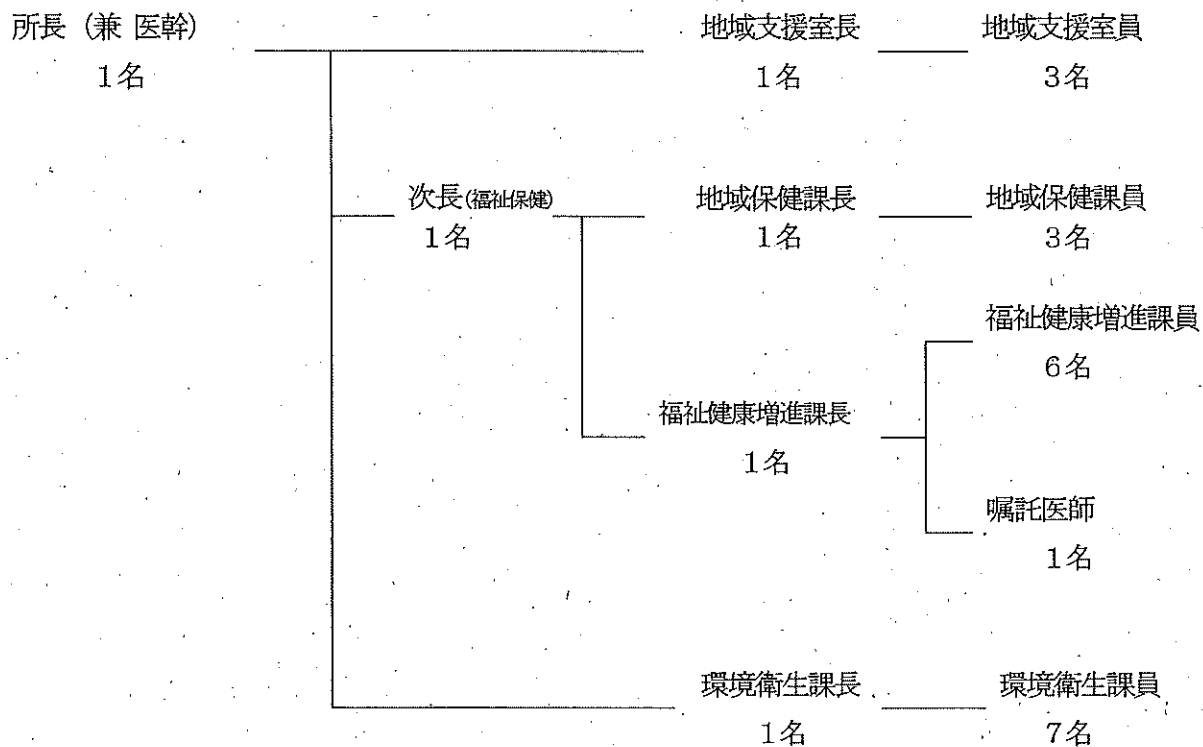 所長（兼 医幹）　地域支援室長　地域支援室員
1名　1名　3名
次長(福祉保健)　地域保健課長　地域保健課員
1名　1名　3名
福祉健康増進課員
6名
福祉健康増進課長
1名
嘱託医師
1名
環境衛生課長　環境衛生課員
1名　7名